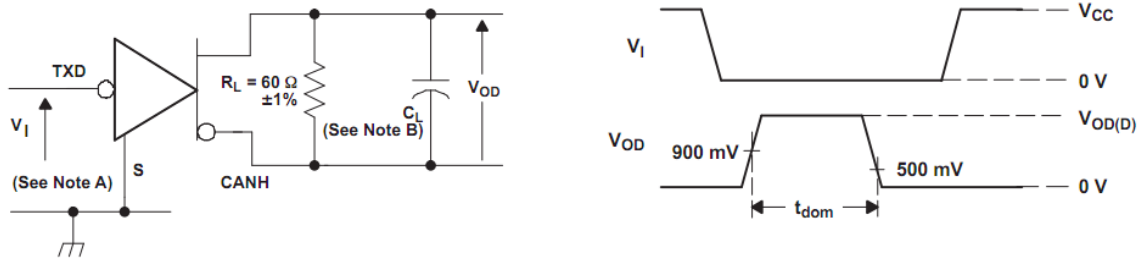 TXD
R_L = 60 Ω
±1%
(See Note B)
C_L
V_OD
V_I
(See Note A)
S
CANH
V_I
V_CC
0 V
V_OD
900 mV
V_OD(D)
500 mV
0 V
t_dom